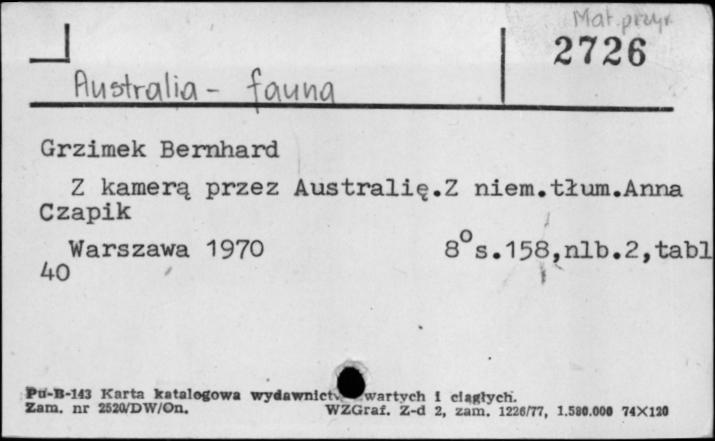 Mat. przyr.
2726
Australia - fauna
Grzimek Bernhard
Z kamerą przez Australię.Z niem.tłum.Anna
Czapik
Warszawa 1970 8°s.158,nlb.2,tabl
40
Pu-B-143 Karta katalogowa wydawnictw zwartych i ciągłych.
Zam. nr 2520/DW/On. WZGraf. Z-d 2, zam. 1226/77, 1.580.000 74×120